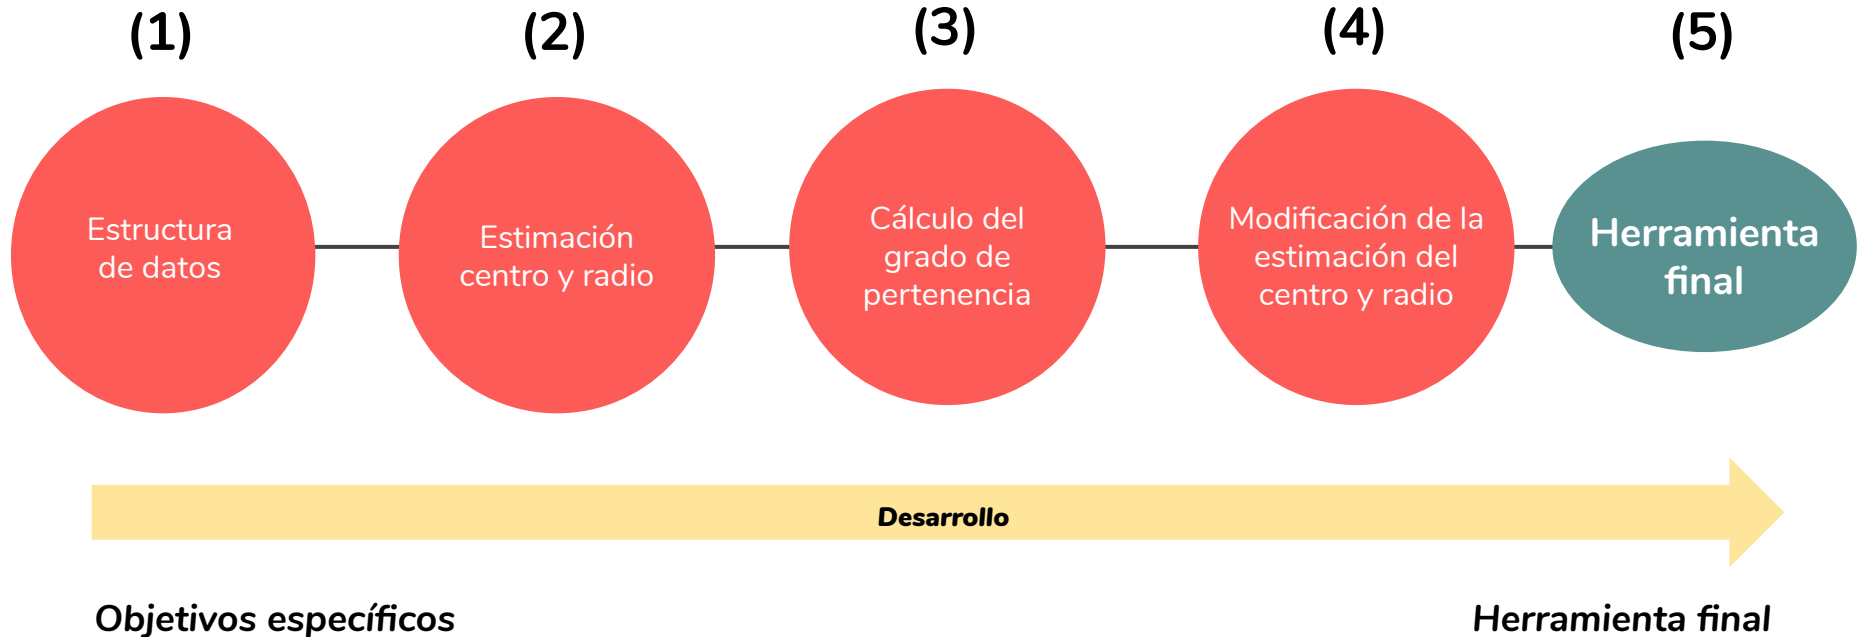 (1)
(2)
(3)
(4)
(5)
Estructura
de datos
Estimación
centro y radio
Cálculo del
grado de
pertenencia
Modificación de la
estimación del
centro y radio
Herramienta
final
Desarrollo
Objetivos específicos
Herramienta final